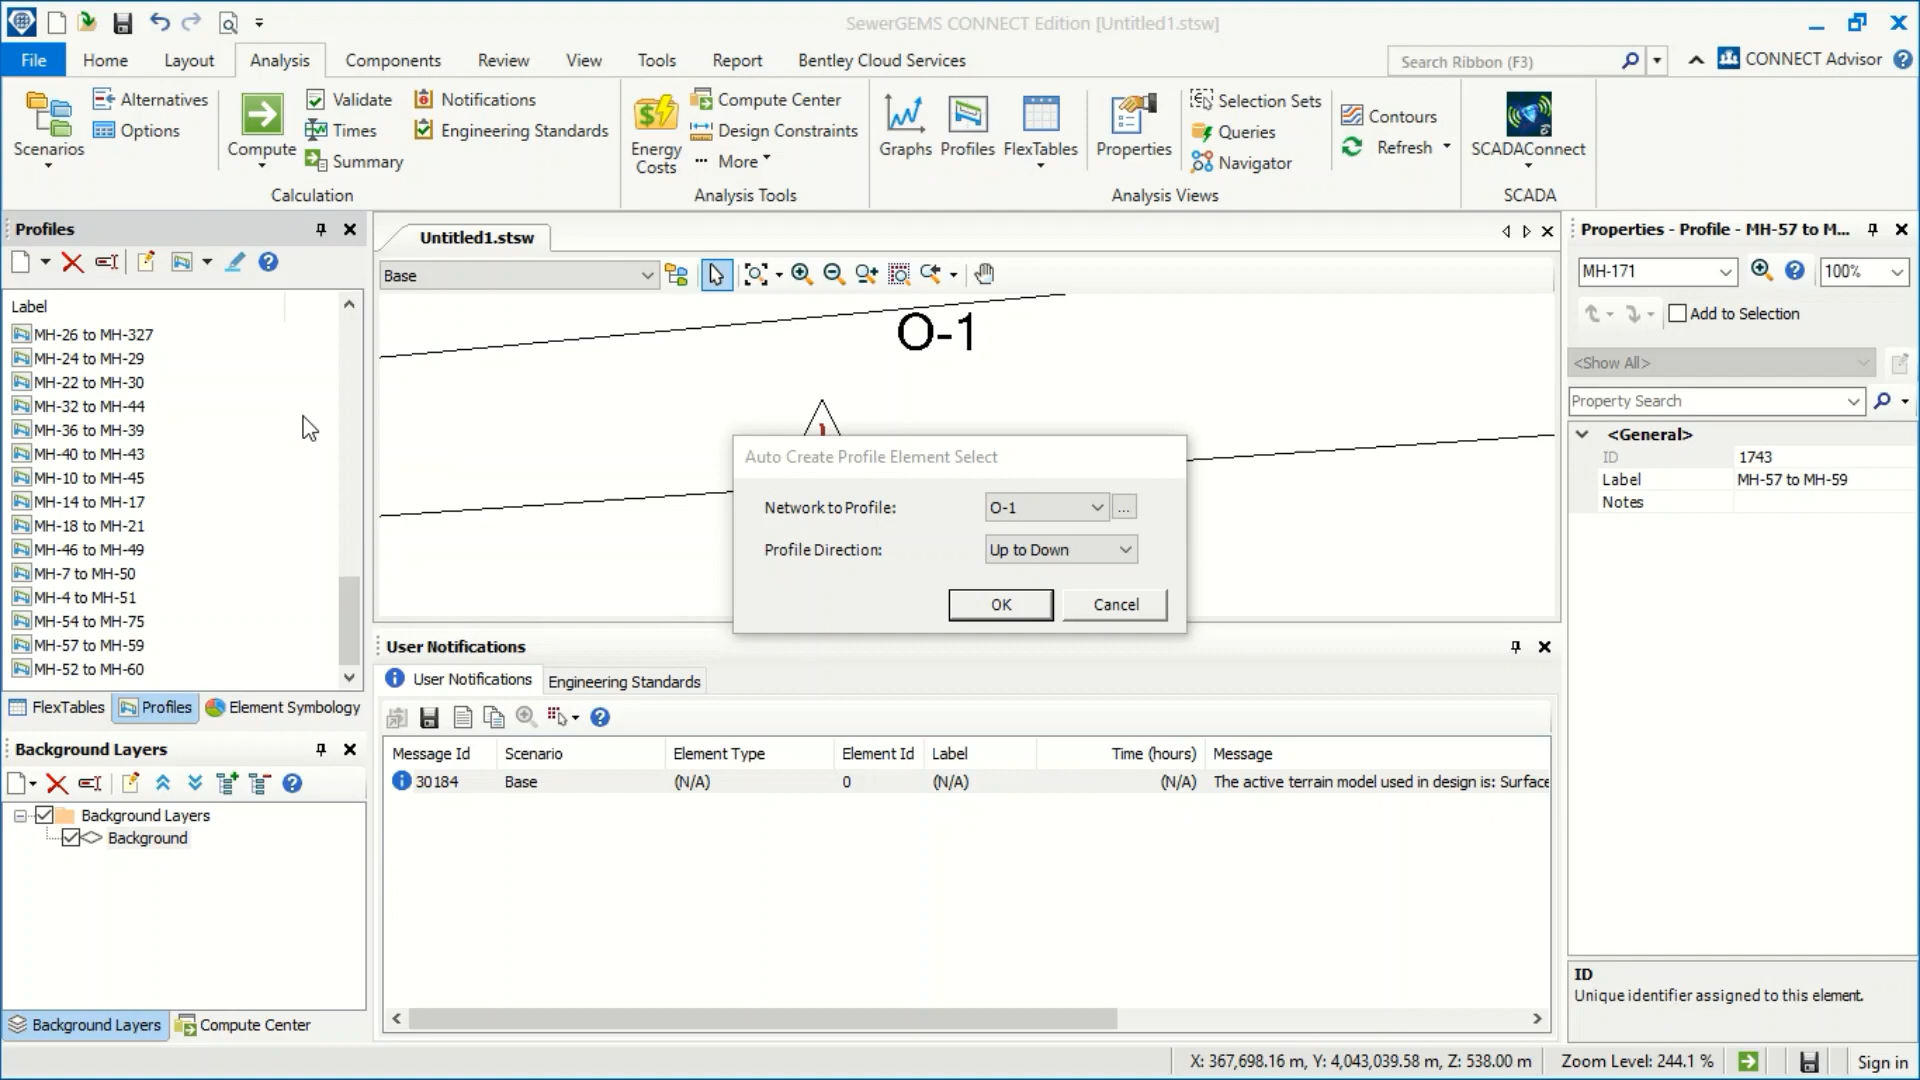 SewerGEMS CONNECT Edition [Untitled1.stsw]
File Home Layout Analysis Components Review View Tools Report Bentley Cloud Services Search Ribbon (F3) CONNECT Advisor
Scenarios Alternatives Options
Compute Validate Times Summary Notifications Engineering Standards
Calculation
Energy Costs Compute Center Design Constraints More
Analysis Tools
Graphs Profiles FlexTables Properties Selection Sets Queries Navigator Contours Refresh
Analysis Views
SCADAConnect
SCADA
Profiles
Label
MH-26 to MH-327
MH-24 to MH-29
MH-22 to MH-30
MH-32 to MH-44
MH-36 to MH-39
MH-40 to MH-43
MH-10 to MH-45
MH-14 to MH-17
MH-18 to MH-21
MH-46 to MH-49
MH-7 to MH-50
MH-4 to MH-51
MH-54 to MH-75
MH-57 to MH-59
MH-52 to MH-60
FlexTables Profiles Element Symbology
Background Layers
Background Layers
Background
Background Layers Compute Center
Untitled1.stsw
Base
O-1
Auto Create Profile Element Select
Network to Profile: O-1 ...
Profile Direction: Up to Down
OK Cancel
User Notifications
User Notifications Engineering Standards
Message Id Scenario Element Type Element Id Label Time (hours) Message
30184 Base (N/A) 0 (N/A) (N/A) The active terrain model used in design is: Surface
Properties - Profile - MH-57 to M...
MH-171 100%
Add to Selection
<Show All>
Property Search
<General>
ID 1743
Label MH-57 to MH-59
Notes
ID
Unique identifier assigned to this element.
X: 367,698.16 m, Y: 4,043,039.58 m, Z: 538.00 m Zoom Level: 244.1 % Sign in